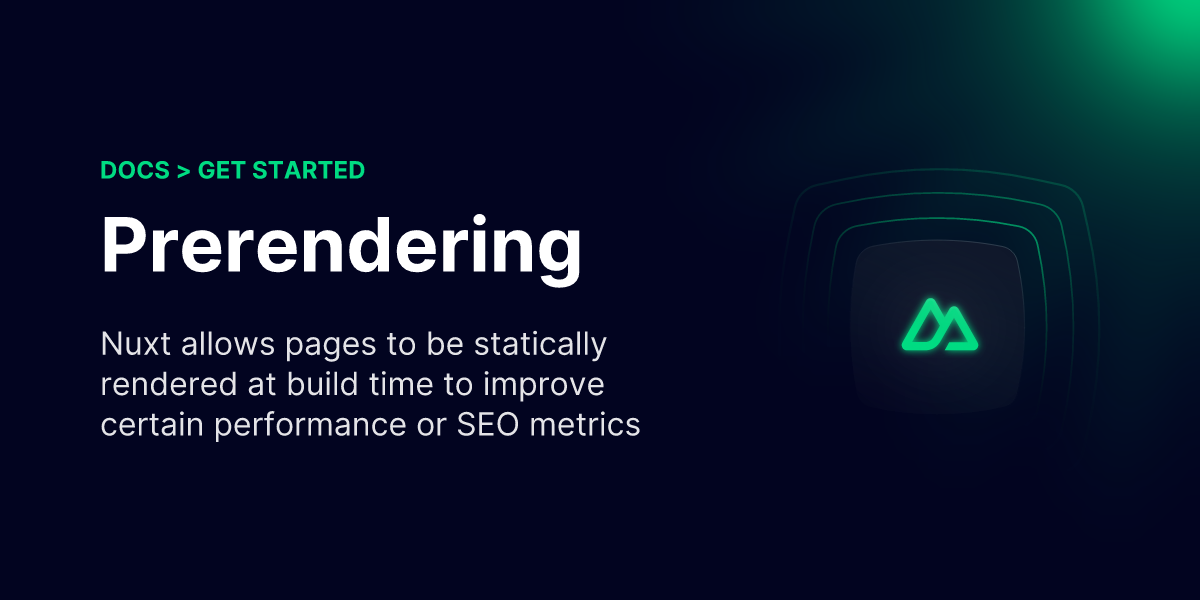 DOCS > GET STARTED
Prerendering
Nuxt allows pages to be statically
rendered at build time to improve
certain performance or SEO metrics